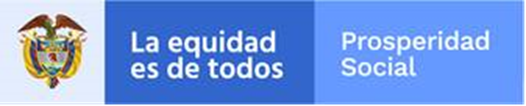 La equidad
es de todos
Prosperidad
Social